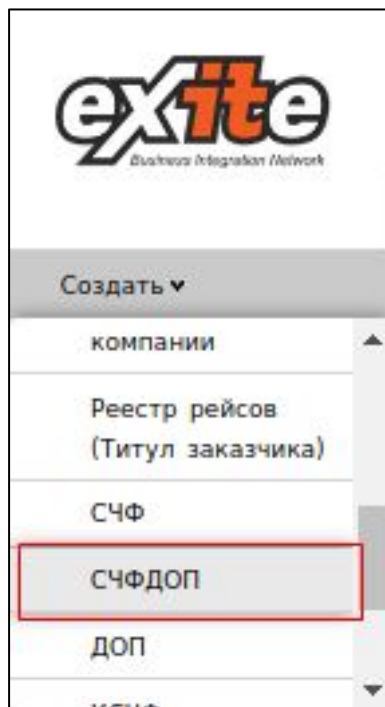 eXite
Business Integration Network
Создать
компании
Реестр рейсов
(Титул заказчика)
СЧФ
СЧФДОП
ДОП